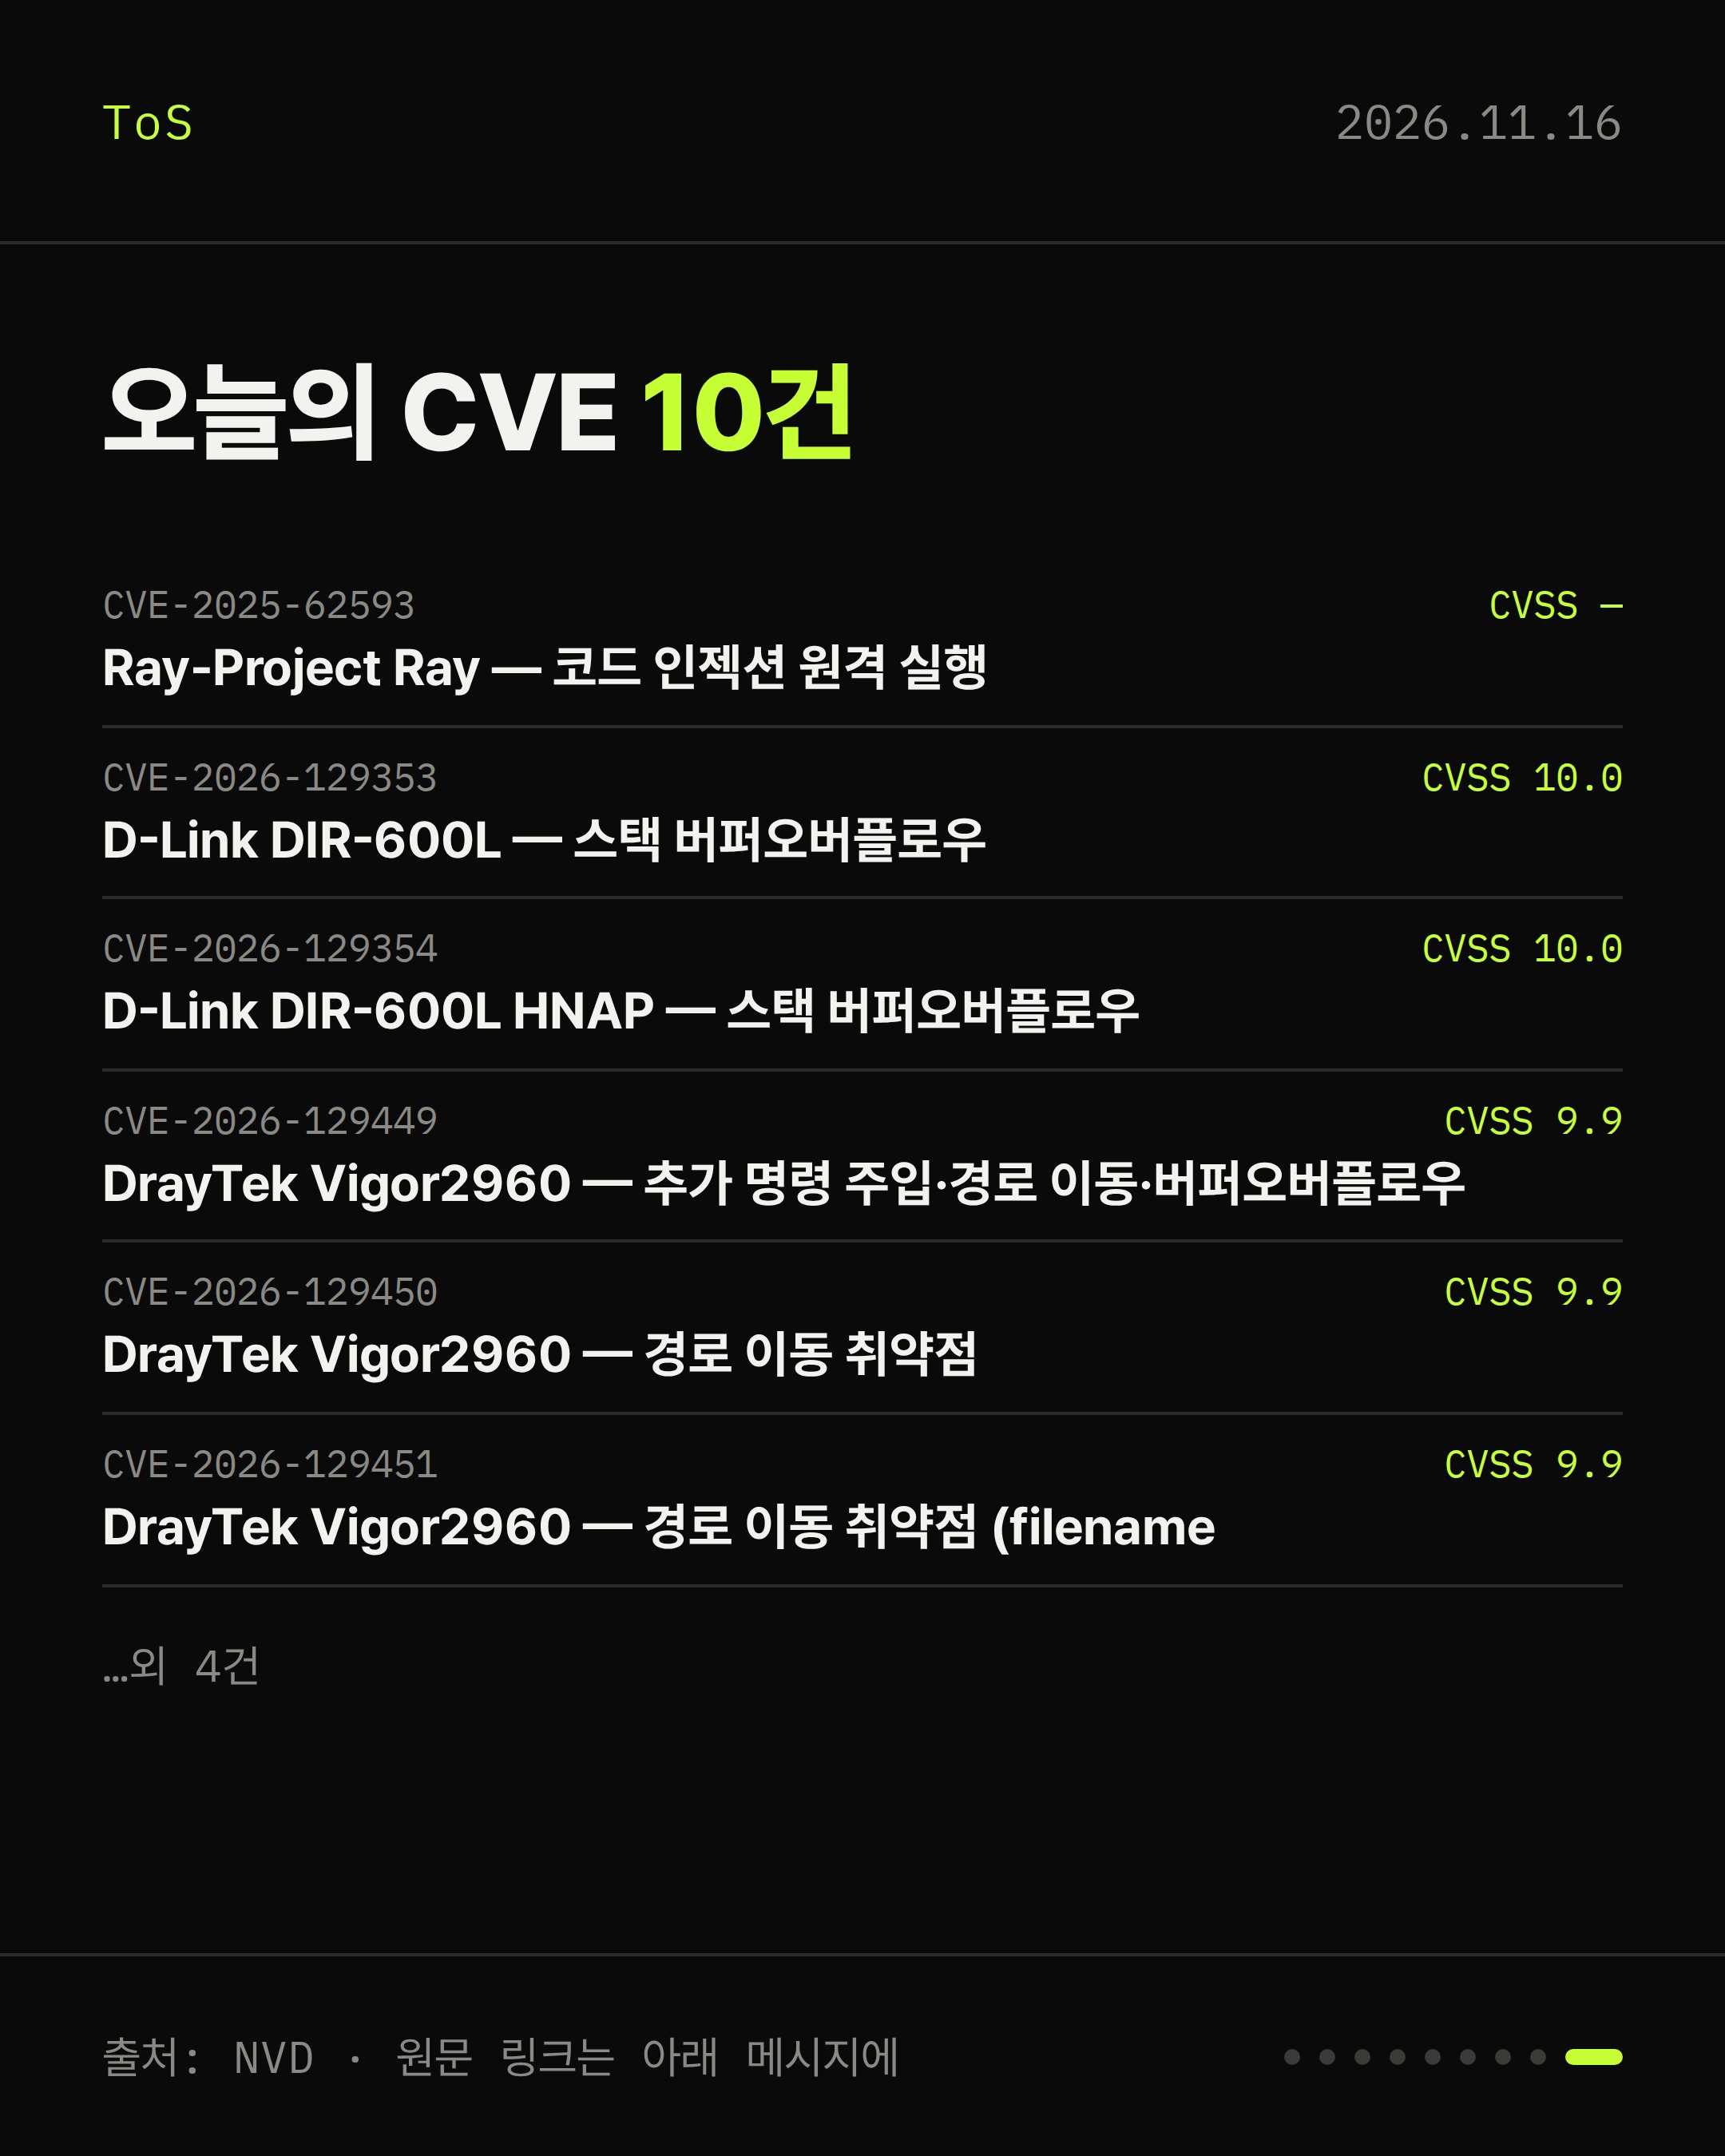 ToS
2026.11.16
오늘의 CVE 10건
CVE-2025-62593
CVSS —
Ray-Project Ray — 코드 인젝션 원격 실행
CVE-2026-129353
CVSS 10.0
D-Link DIR-600L — 스택 버퍼오버플로우
CVE-2026-129354
CVSS 10.0
D-Link DIR-600L HNAP — 스택 버퍼오버플로우
CVE-2026-129449
CVSS 9.9
DrayTek Vigor2960 — 추가 명령 주입·경로 이동·버퍼오버플로우
CVE-2026-129450
CVSS 9.9
DrayTek Vigor2960 — 경로 이동 취약점
CVE-2026-129451
CVSS 9.9
DrayTek Vigor2960 — 경로 이동 취약점 (filename
…외 4건
출처: NVD · 원문 링크는 아래 메시지에